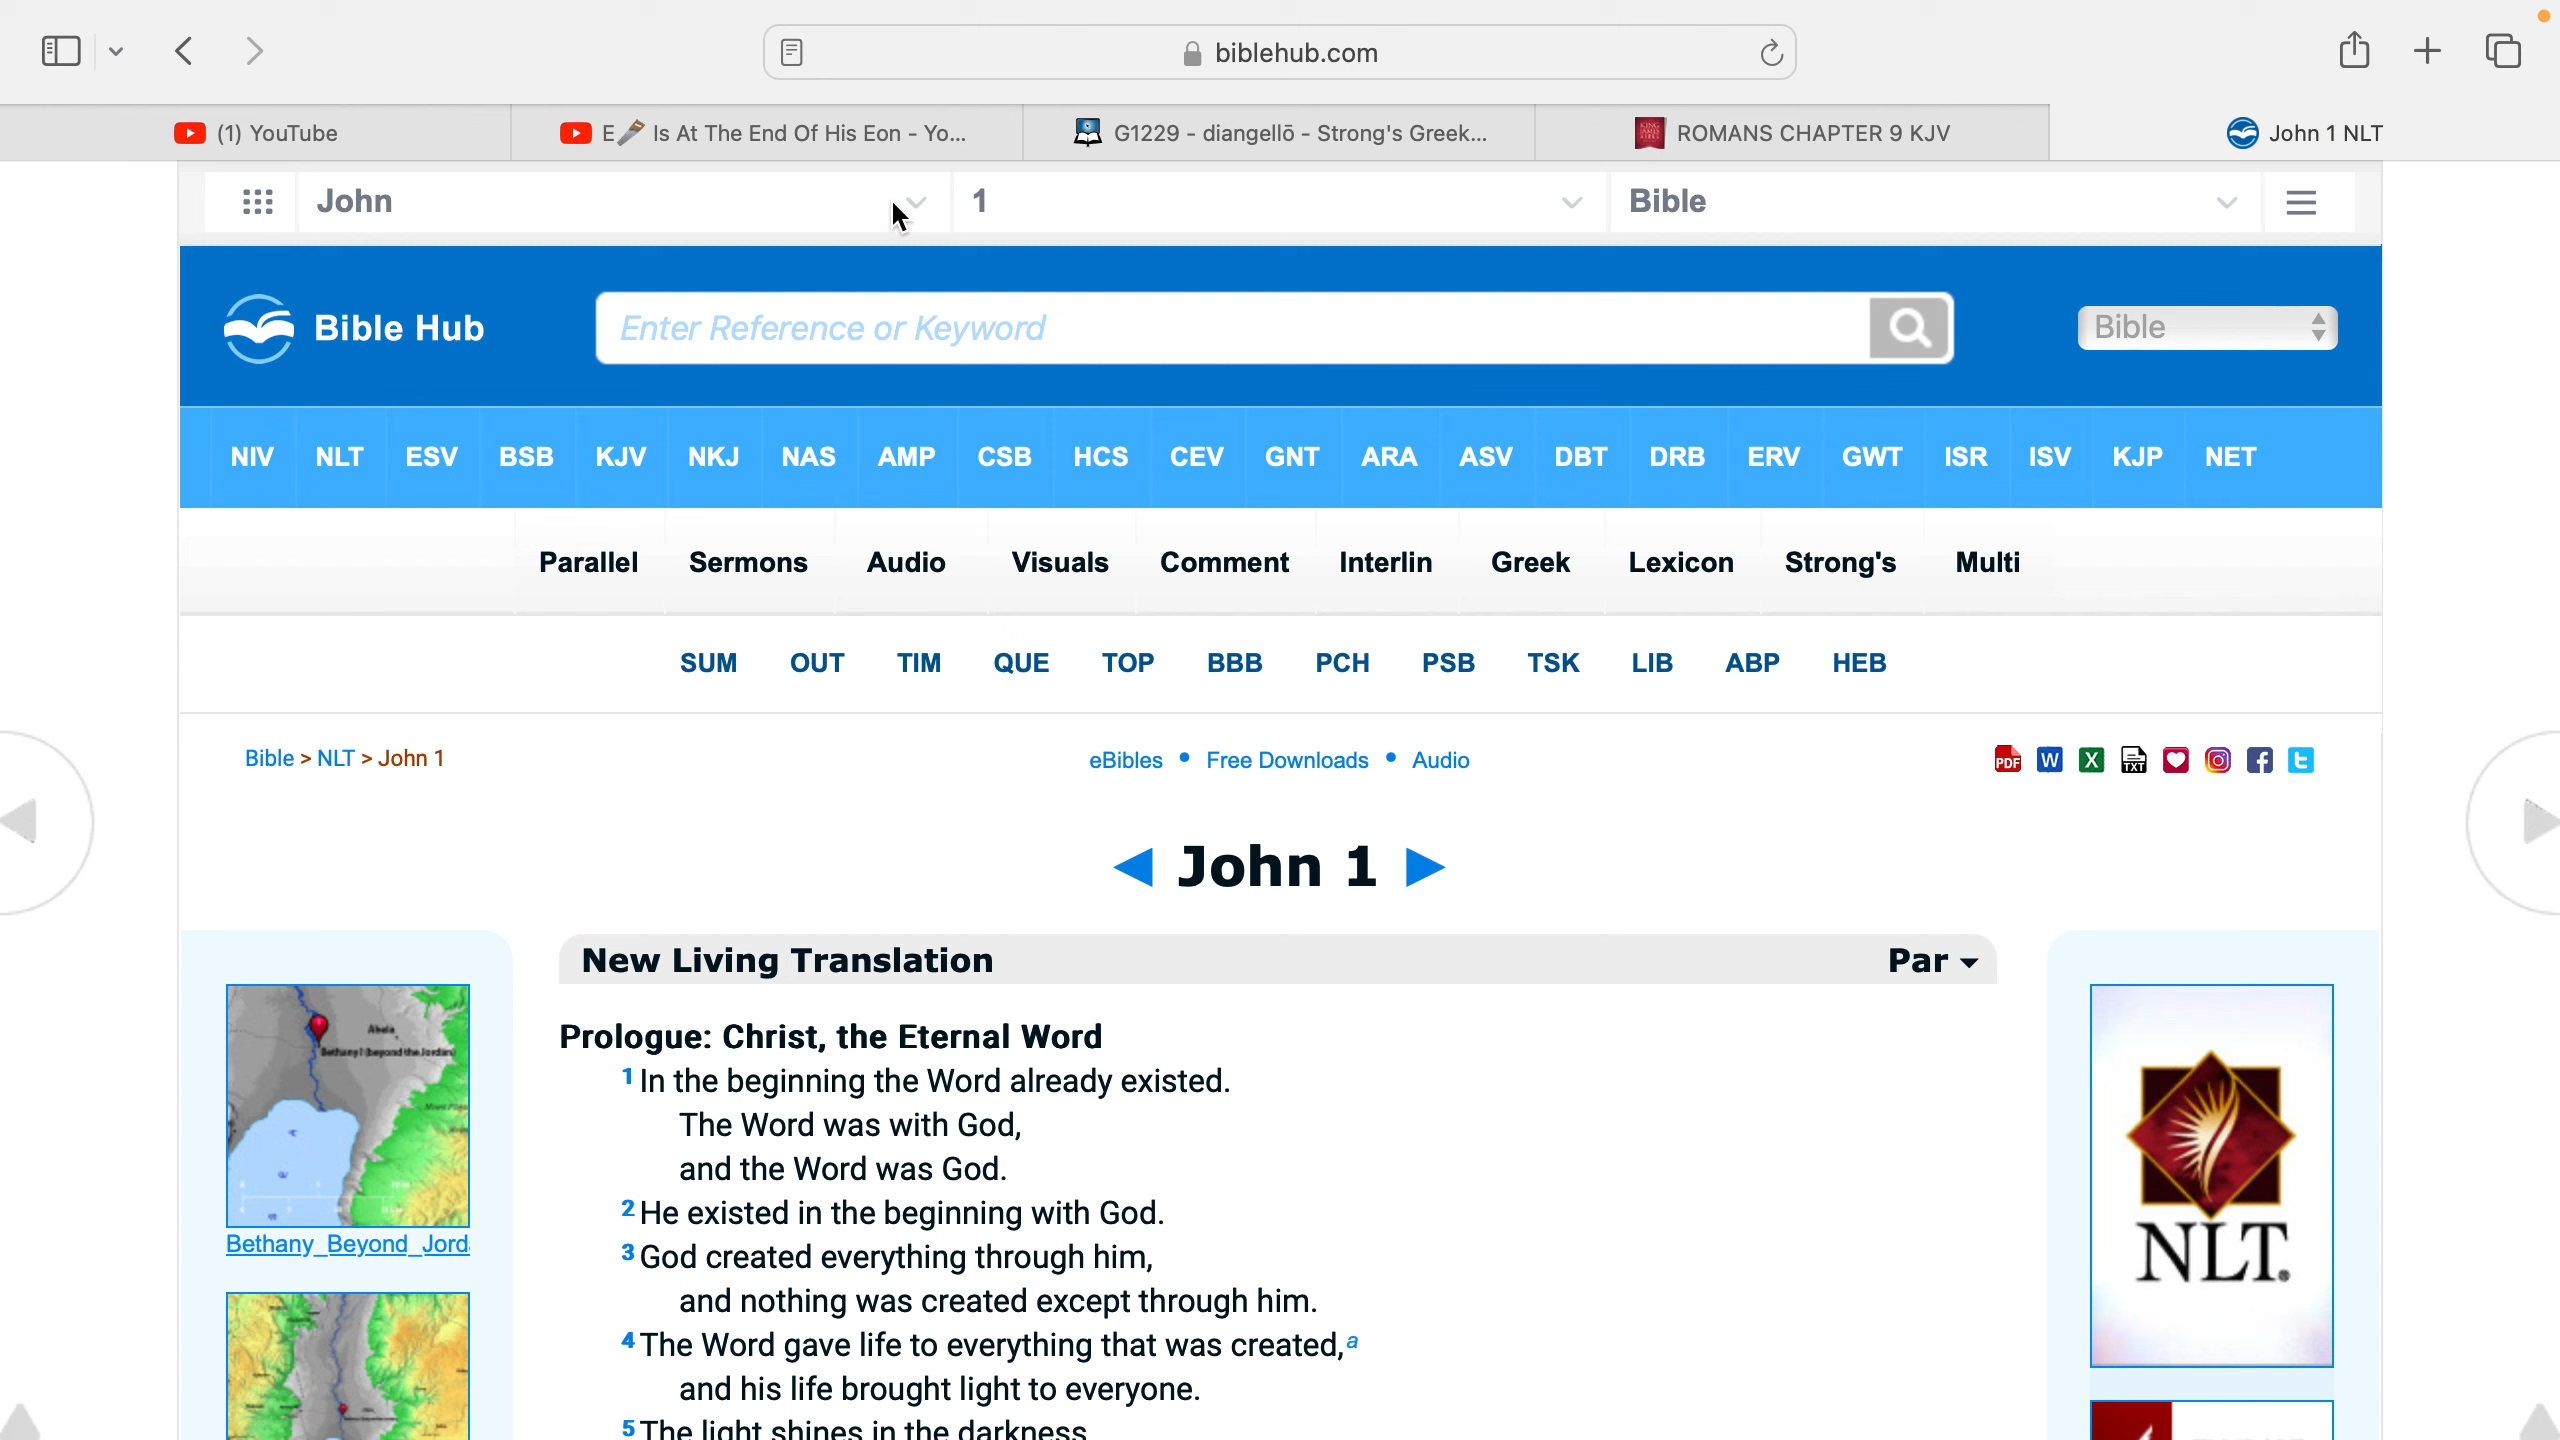 biblehub.com
(1) YouTube
E🪚 Is At The End Of His Eon - Yo...
G1229 - diangellō - Strong's Greek...
ROMANS CHAPTER 9 KJV
John 1 NLT
John
1
Bible
Bible Hub
Enter Reference or Keyword
Bible
NIV NLT ESV BSB KJV NKJ NAS AMP CSB HCS CEV GNT ARA ASV DBT DRB ERV GWT ISR ISV KJP NET
Parallel Sermons Audio Visuals Comment Interlin Greek Lexicon Strong's Multi
SUM OUT TIM QUE TOP BBB PCH PSB TSK LIB ABP HEB
Bible > NLT > John 1
eBibles • Free Downloads • Audio
PDF W X TXT
◀ John 1 ▶
New Living Translation
Par
Abela
Bethany? (beyond the Jordan)
Bethany_Beyond_Jord
Prologue: Christ, the Eternal Word
1 In the beginning the Word already existed.
The Word was with God,
and the Word was God.
2 He existed in the beginning with God.
3 God created everything through him,
and nothing was created except through him.
4 The Word gave life to everything that was created,a
and his life brought light to everyone.
5 The light shines in the darkness
NLT